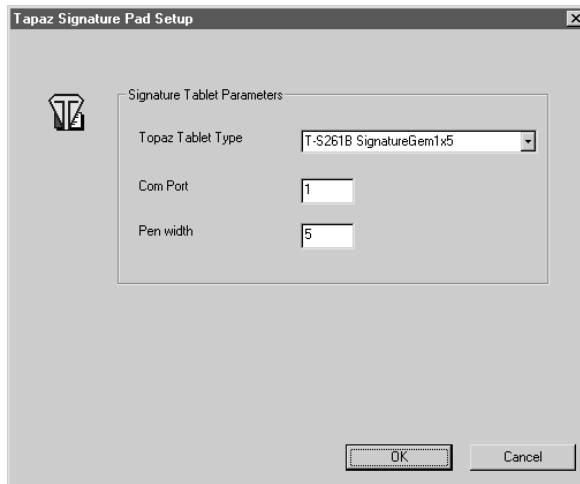 Tapaz Signature Pad Setup
Signature Tablet Parameters
Topaz Tablet Type T-S261B SignatureGem1x5
Com Port 1
Pen width 5
OK Cancel